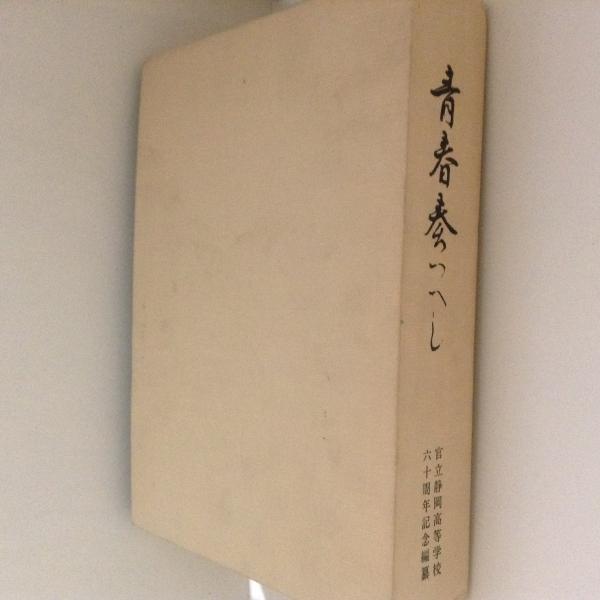 青春奏つべし
官立静岡高等学校
六十周年記念編纂